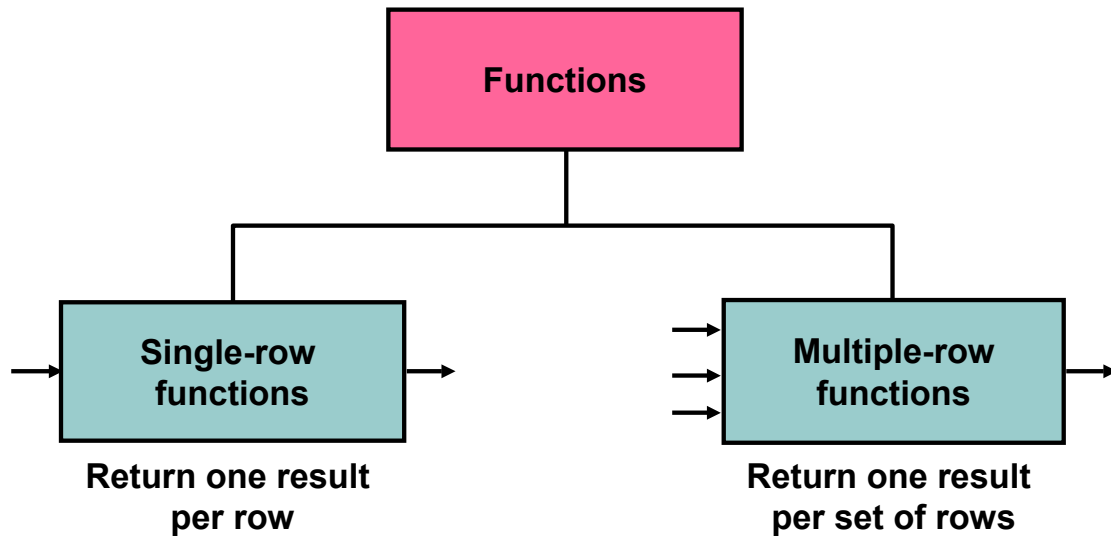 Functions
Single-row
functions
Return one result
per row
Multiple-row
functions
Return one result
per set of rows